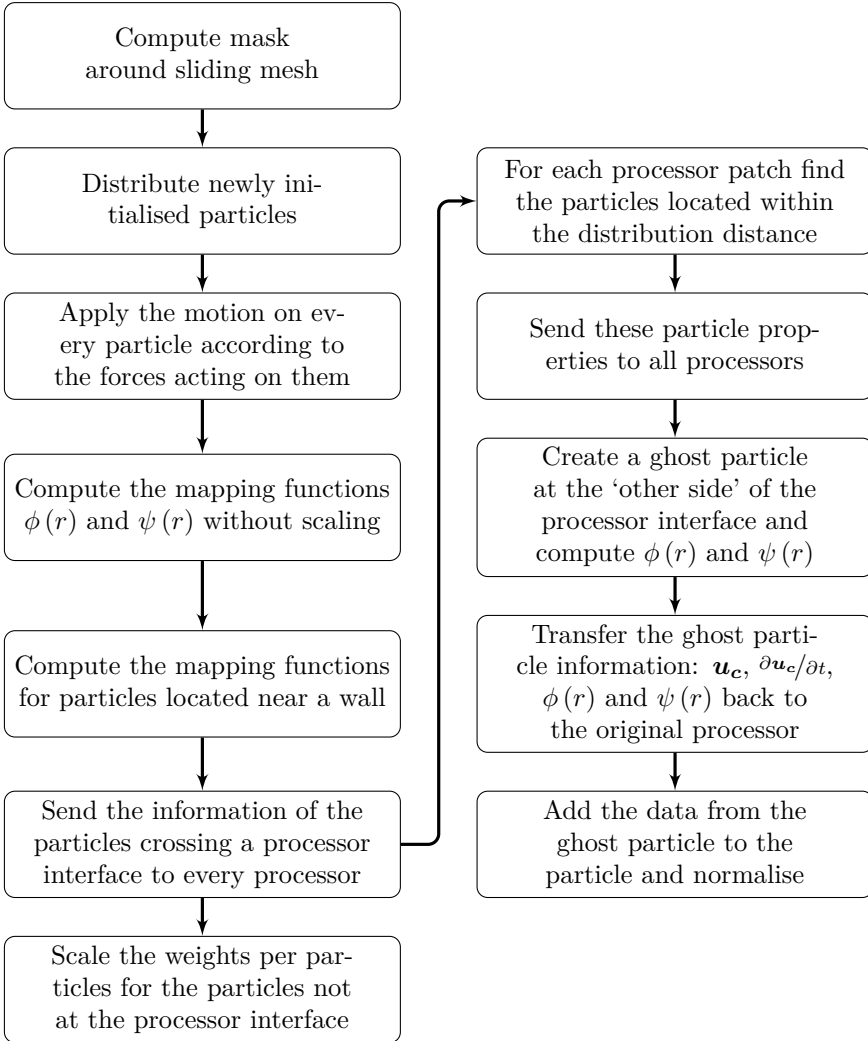 Compute mask
around sliding mesh
Distribute newly ini-
tialised particles
Apply the motion on ev-
ery particle according to
the forces acting on them
Compute the mapping functions
ϕ (r) and ψ (r) without scaling
Compute the mapping functions
for particles located near a wall
Send the information of the
particles crossing a processor
interface to every processor
Scale the weights per par-
ticles for the particles not
at the processor interface
For each processor patch find
the particles located within
the distribution distance
Send these particle prop-
erties to all processors
Create a ghost particle
at the ‘other side’ of the
processor interface and
compute ϕ (r) and ψ (r)
Transfer the ghost parti-
cle information: u_c, ∂u_c/∂t,
ϕ (r) and ψ (r) back to
the original processor
Add the data from the
ghost particle to the
particle and normalise